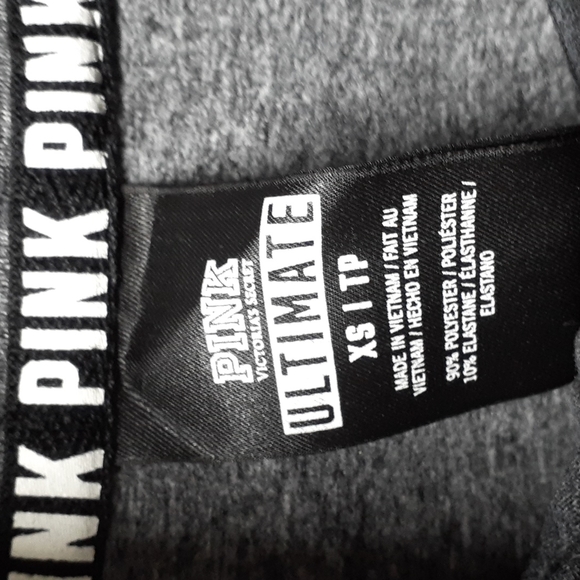 PINK PINK PINK PINK
PINK
VICTORIA'S SECRET
ULTIMATE
XS | TP
MADE IN VIETNAM / FAIT AU
VIETNAM / HECHO EN VIETNAM
90% POLYESTER / POLIÉSTER
10% ELASTANE / ÉLASTHANNE /
ELASTANO